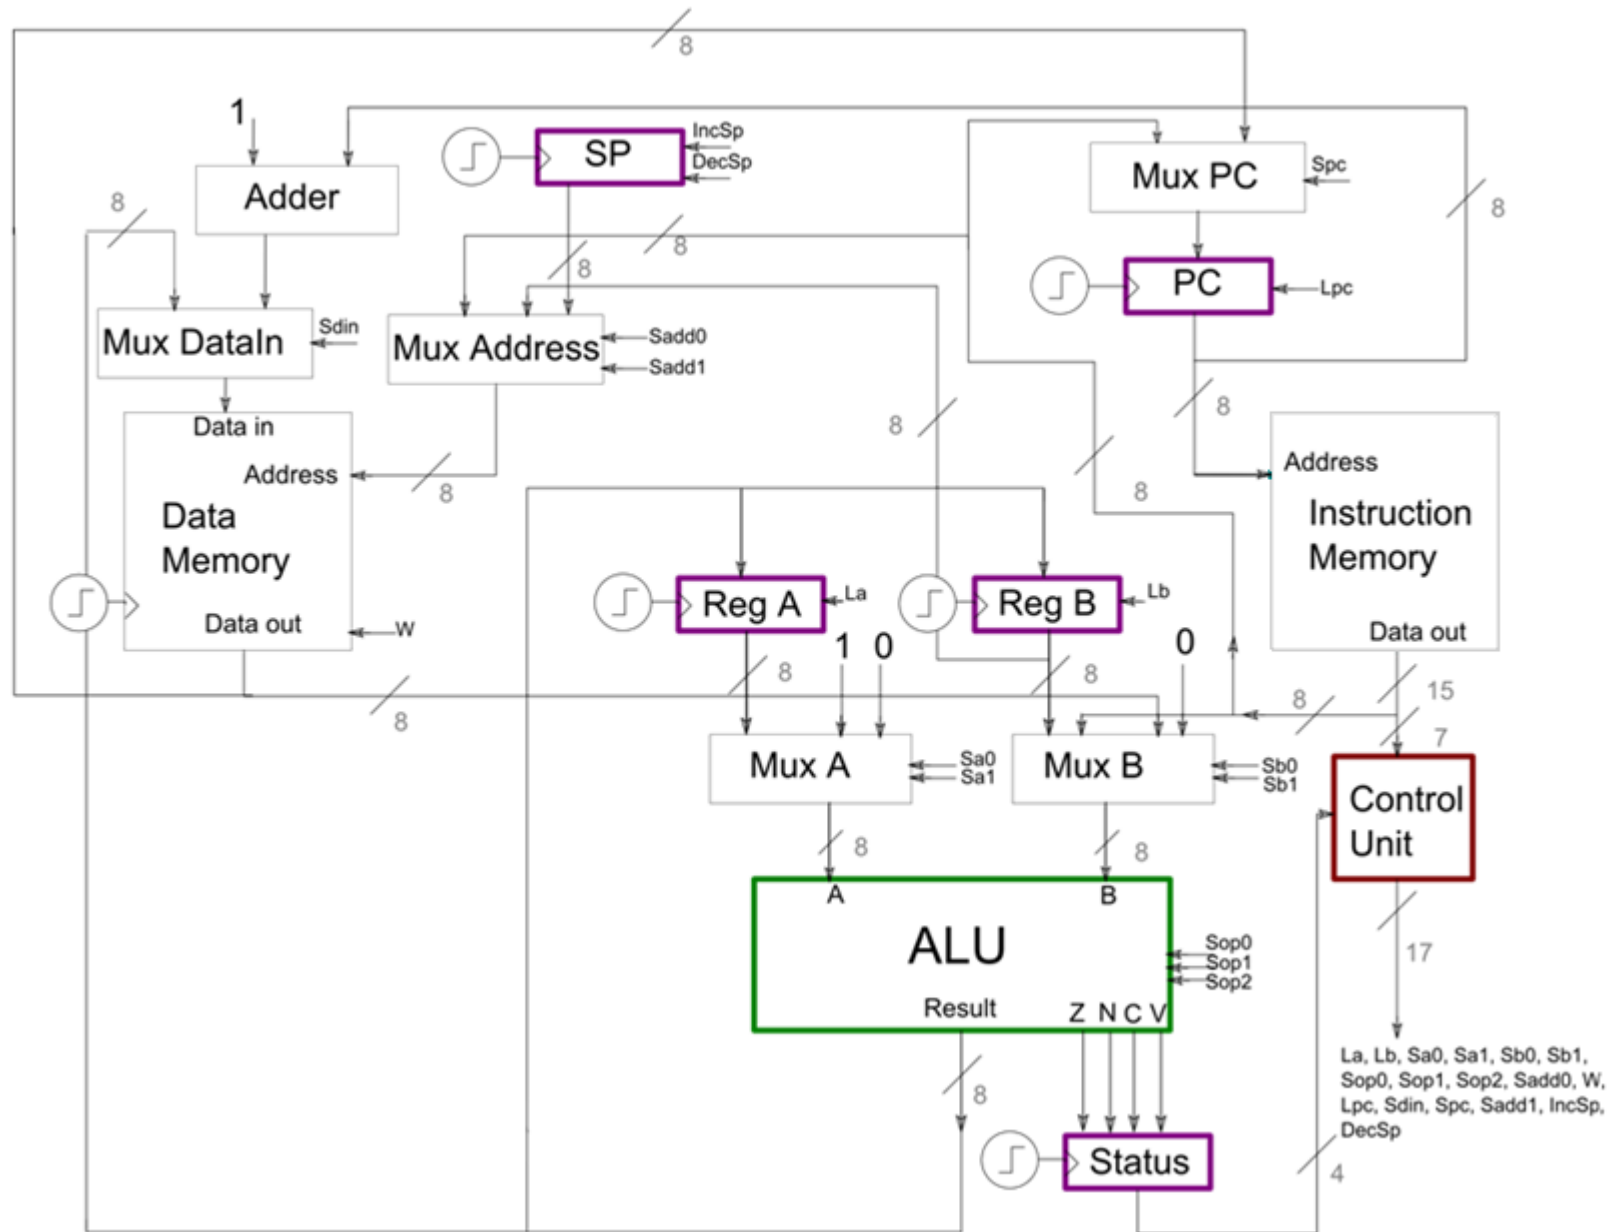 8
1
IncSp
SP
DecSp
Mux PC
Spc
Adder
8
8
8
8
PC
Lpc
Mux DataIn
Sdin
Mux Address
Sadd0
Sadd1
8
8
Data in
Address
8
8
Address
Data
Memory
Instruction
Memory
Reg A
La
Reg B
Lb
Data out
W
Data out
1 0
0
8
8
15
8
8
7
Mux A
Sa0
Sa1
Mux B
Sb0
Sb1
Control
Unit
8
8
A
B
ALU
Sop0
Sop1
Sop2
17
Result
Z N C V
8
La, Lb, Sa0, Sa1, Sb0, Sb1,
Sop0, Sop1, Sop2, Sadd0, W,
Lpc, Sdin, Spc, Sadd1, IncSp,
DecSp
Status
4